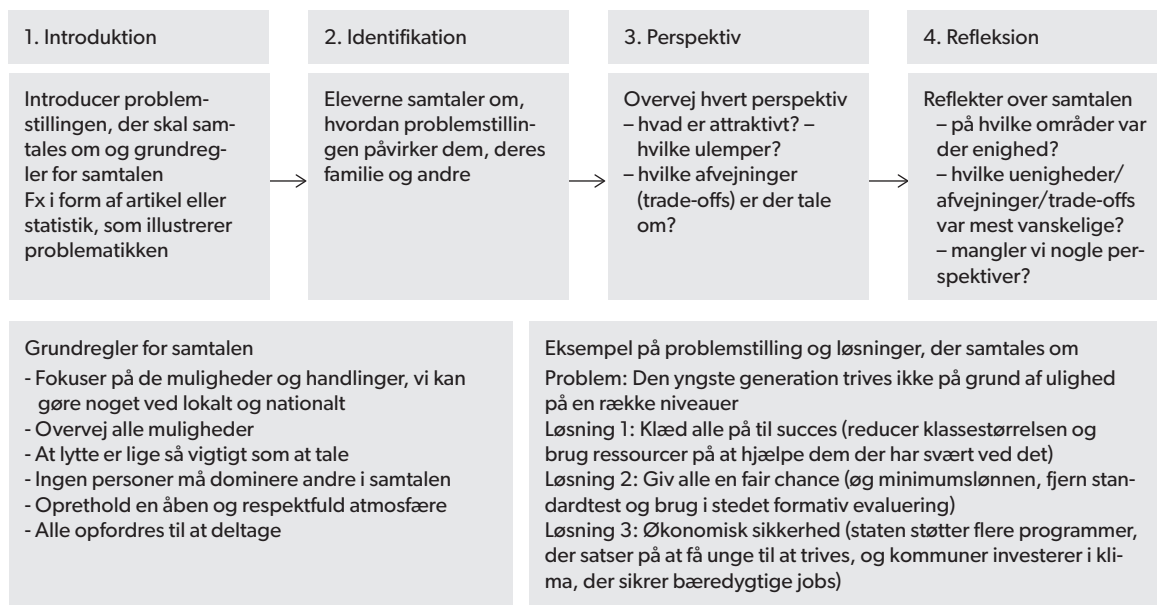 1. Introduktion
Introducer problem-
stillingen, der skal sam-
tales om og grundreg-
ler for samtalen
Fx i form af artikel eller
statistik, som illustrerer
problematikken
2. Identifikation
Eleverne samtaler om,
hvordan problemstillin-
gen påvirker dem, deres
familie og andre
3. Perspektiv
Overvej hvert perspektiv
– hvad er attraktivt? –
hvilke ulemper?
– hvilke afvejninger
(trade-offs) er der tale
om?
4. Refleksion
Reflekter over samtalen
– på hvilke områder var
der enighed?
– hvilke uenigheder/
afvejninger/trade-offs
var mest vanskelige?
– mangler vi nogle per-
spektiver?
Grundregler for samtalen
- Fokuser på de muligheder og handlinger, vi kan
gøre noget ved lokalt og nationalt
- Overvej alle muligheder
- At lytte er lige så vigtigt som at tale
- Ingen personer må dominere andre i samtalen
- Oprethold en åben og respektfuld atmosfære
- Alle opfordres til at deltage
Eksempel på problemstilling og løsninger, der samtales om
Problem: Den yngste generation trives ikke på grund af ulighed
på en række niveauer
Løsning 1: Klæd alle på til succes (reducer klassestørrelsen og
brug ressourcer på at hjælpe dem der har svært ved det)
Løsning 2: Giv alle en fair chance (øg minimumslønnen, fjern stan-
dardtest og brug i stedet formativ evaluering)
Løsning 3: Økonomisk sikkerhed (staten støtter flere programmer,
der satser på at få unge til at trives, og kommuner investerer i kli-
ma, der sikrer bæredygtige jobs)